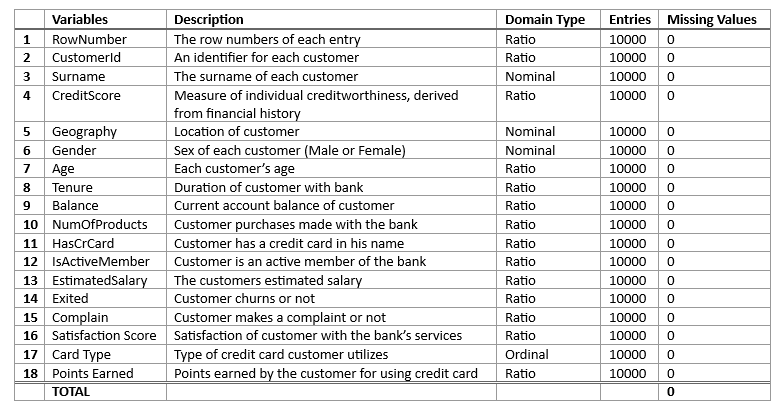 Variables Description Domain Type Entries Missing Values
1 RowNumber The row numbers of each entry Ratio 10000 0
2 CustomerId An identifier for each customer Ratio 10000 0
3 Surname The surname of each customer Nominal 10000 0
4 CreditScore Measure of individual creditworthiness, derived Ratio 10000 0
from financial history
5 Geography Location of customer Nominal 10000 0
6 Gender Sex of each customer (Male or Female) Nominal 10000 0
7 Age Each customer’s age Ratio 10000 0
8 Tenure Duration of customer with bank Ratio 10000 0
9 Balance Current account balance of customer Ratio 10000 0
10 NumOfProducts Customer purchases made with the bank Ratio 10000 0
11 HasCrCard Customer has a credit card in his name Ratio 10000 0
12 IsActiveMember Customer is an active member of the bank Ratio 10000 0
13 EstimatedSalary The customers estimated salary Ratio 10000 0
14 Exited Customer churns or not Ratio 10000 0
15 Complain Customer makes a complaint or not Ratio 10000 0
16 Satisfaction Score Satisfaction of customer with the bank’s services Ratio 10000 0
17 Card Type Type of credit card customer utilizes Ordinal 10000 0
18 Points Earned Points earned by the customer for using credit card Ratio 10000 0
TOTAL 0